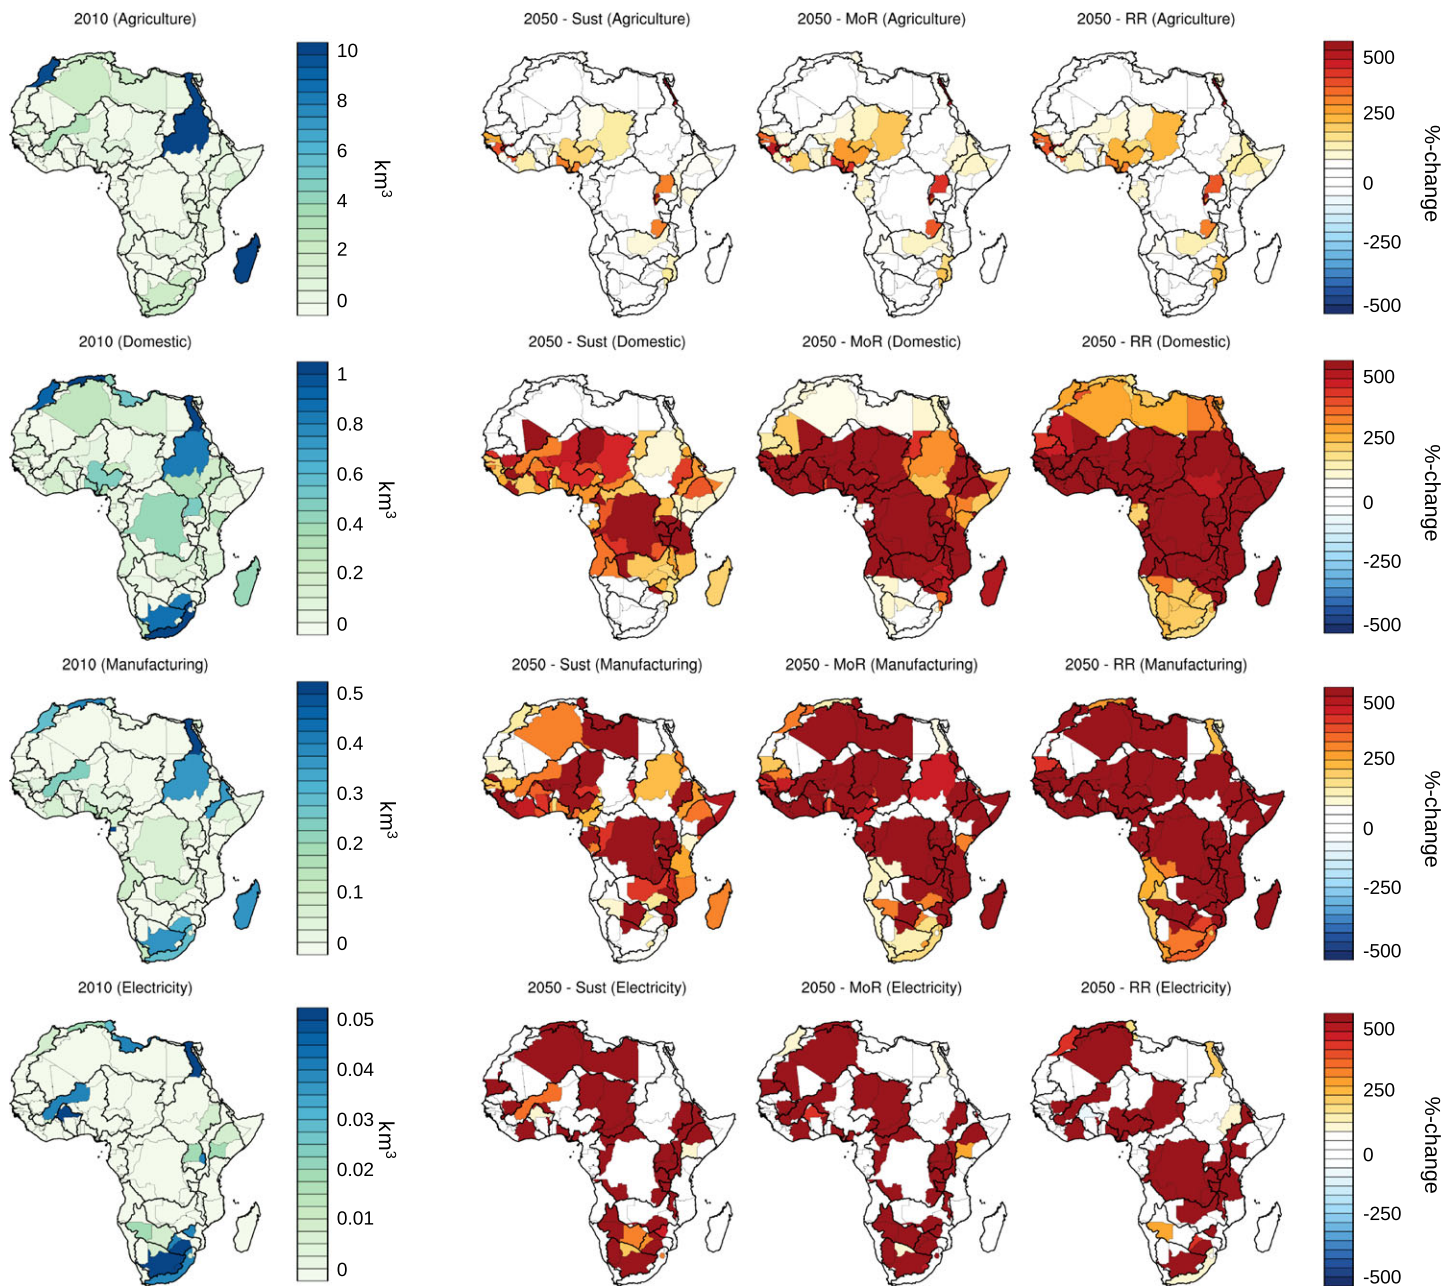 2010 (Agriculture)
2050 - Sust (Agriculture)
2050 - MoR (Agriculture)
2050 - RR (Agriculture)
10
8
6
4
2
0
km³
500
250
0
-250
-500
%-change
2010 (Domestic)
2050 - Sust (Domestic)
2050 - MoR (Domestic)
2050 - RR (Domestic)
1
0.8
0.6
0.4
0.2
0
km³
500
250
0
-250
-500
%-change
2010 (Manufacturing)
2050 - Sust (Manufacturing)
2050 - MoR (Manufacturing)
2050 - RR (Manufacturing)
0.5
0.4
0.3
0.2
0.1
0
km³
500
250
0
-250
-500
%-change
2010 (Electricity)
2050 - Sust (Electricity)
2050 - MoR (Electricity)
2050 - RR (Electricity)
0.05
0.04
0.03
0.02
0.01
0
km³
500
250
0
-250
-500
%-change